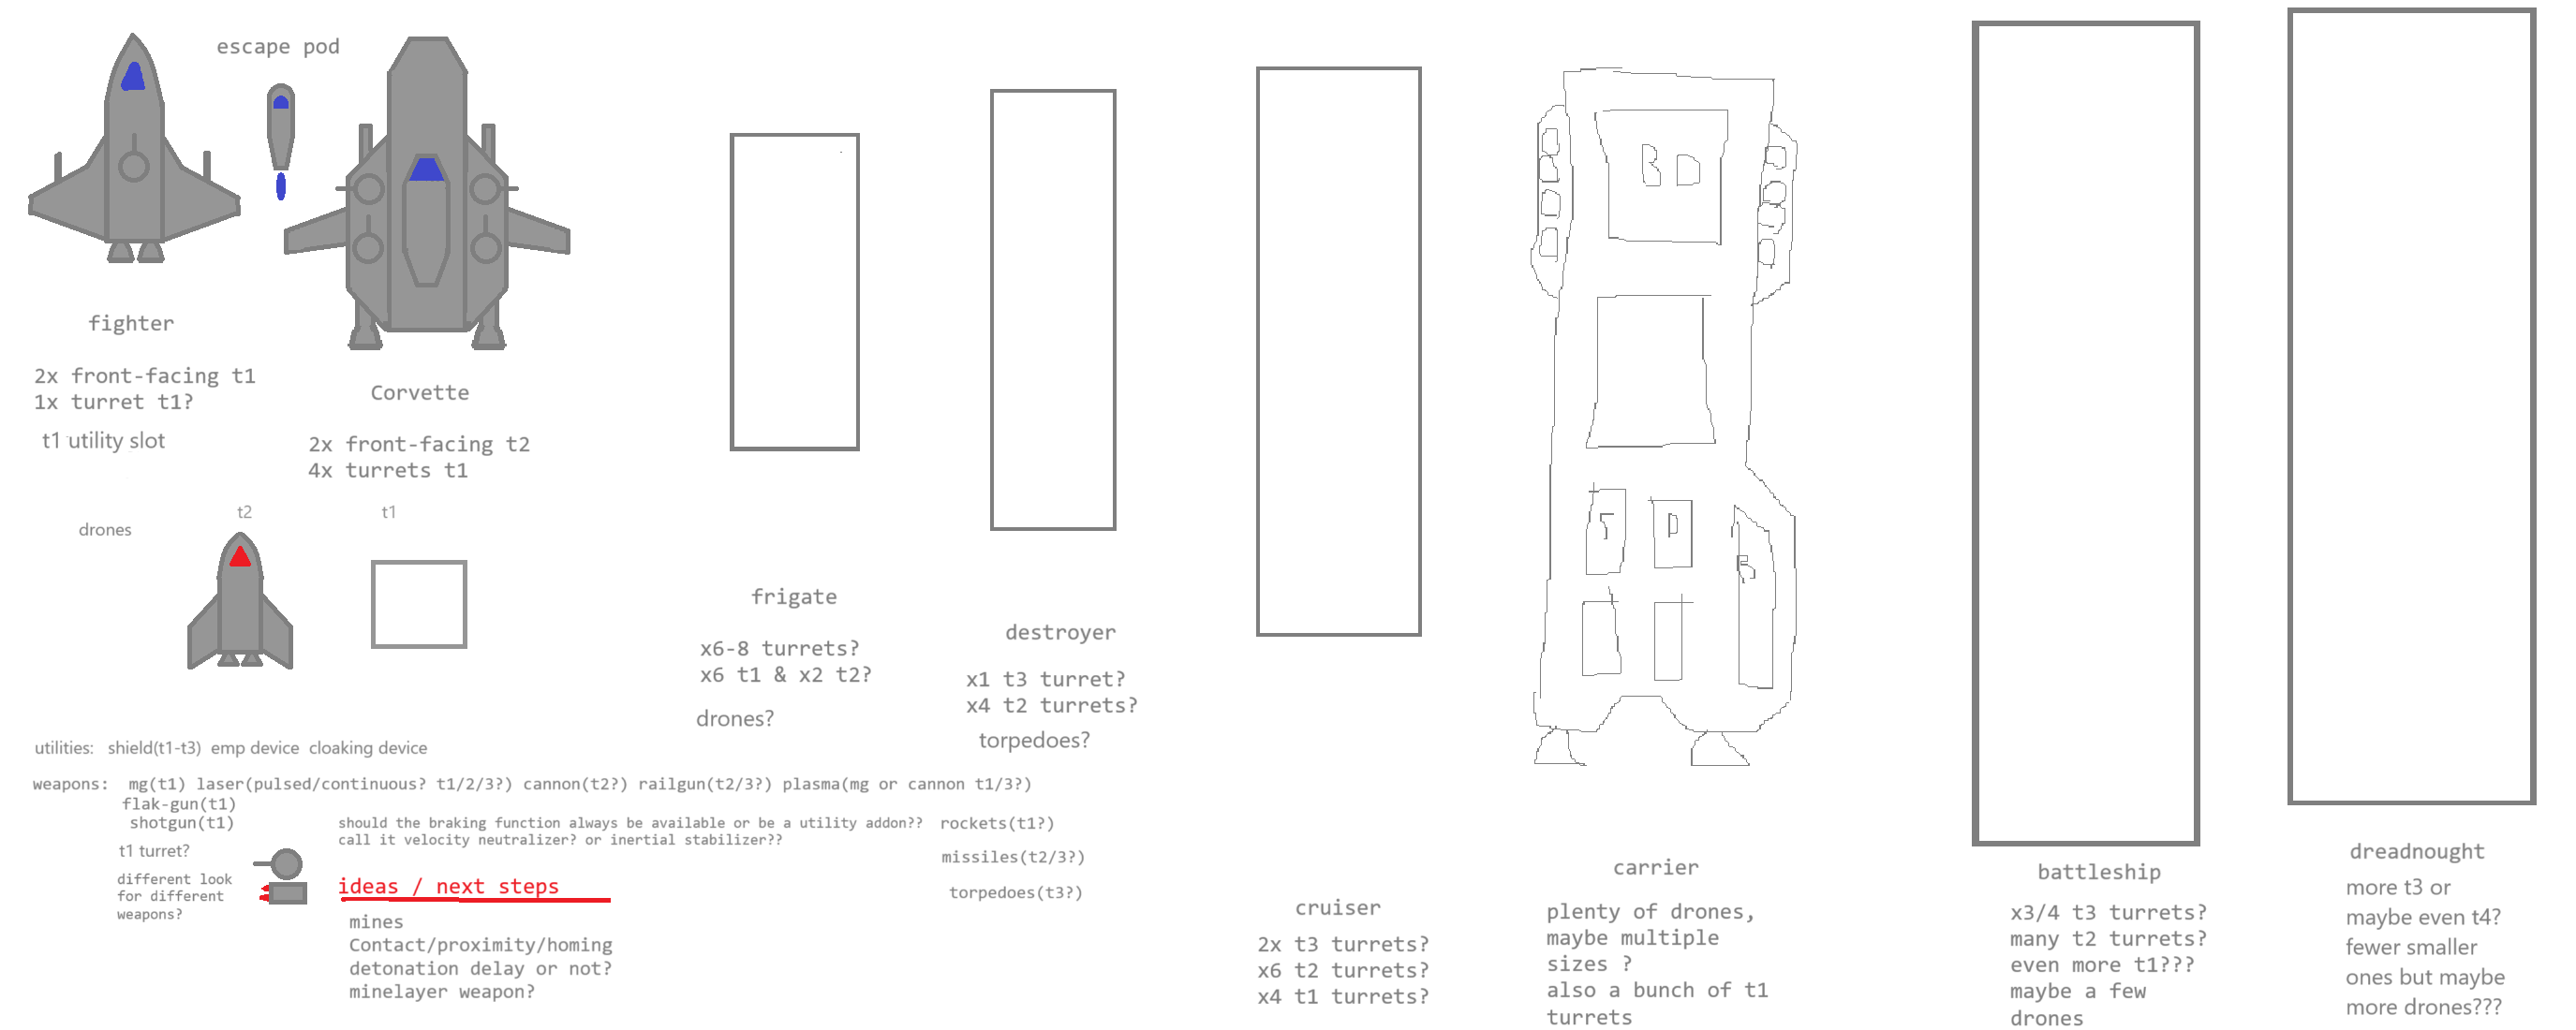 escape pod
fighter
2x front-facing t1
1x turret t1?
t1 utility slot
Corvette
2x front-facing t2
4x turrets t1
drones
t2
t1
frigate
x6-8 turrets?
x6 t1 & x2 t2?
drones?
destroyer
x1 t3 turret?
x4 t2 turrets?
torpedoes?
utilities: shield(t1-t3) emp device cloaking device
weapons: mg(t1) laser(pulsed/continuous? t1/2/3?) cannon(t2?) railgun(t2/3?) plasma(mg or cannon t1/3?)
flak-gun(t1)
shotgun(t1)
should the braking function always be available or be a utility addon??
call it velocity neutralizer? or inertial stabilizer??
rockets(t1?)
missiles(t2/3?)
torpedoes(t3?)
t1 turret?
different look
for different
weapons?
ideas / next steps
mines
Contact/proximity/homing
detonation delay or not?
minelayer weapon?
cruiser
2x t3 turrets?
x6 t2 turrets?
x4 t1 turrets?
D
D
carrier
plenty of drones,
maybe multiple
sizes ?
also a bunch of t1
turrets
battleship
x3/4 t3 turrets?
many t2 turrets?
even more t1???
maybe a few
drones
dreadnought
more t3 or
maybe even t4?
fewer smaller
ones but maybe
more drones???